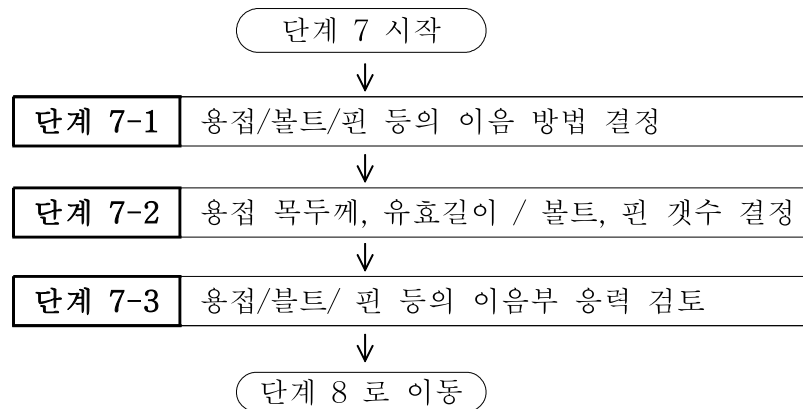 단계 7 시작
단계 7-1 용접/볼트/핀 등의 이음 방법 결정
단계 7-2 용접 목두께, 유효길이 / 볼트, 핀 갯수 결정
단계 7-3 용접/블트/ 핀 등의 이음부 응력 검토
단계 8 로 이동